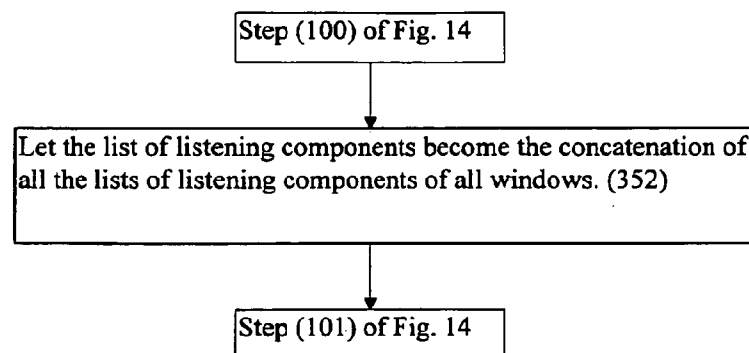 Step (100) of Fig. 14
Let the list of listening components become the concatenation of
all the lists of listening components of all windows. (352)
Step (101) of Fig. 14